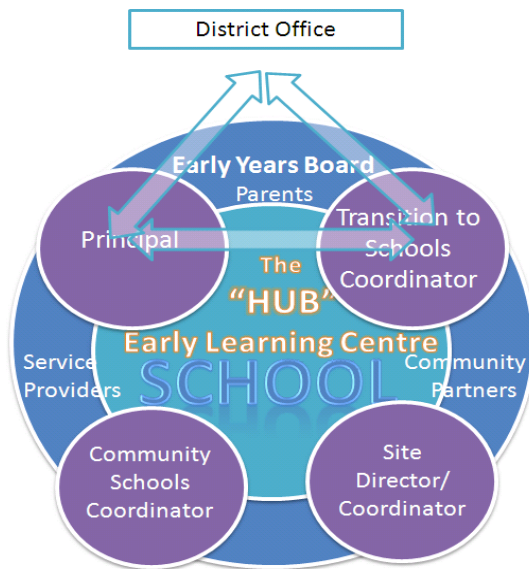 District Office
Early Years Board
Parents
Principal
Transition to
Schools
Coordinator
The
“HUB”
Early Learning Centre
SCHOOL
Service
Providers
Community
Partners
Community
Schools
Coordinator
Site
Director/
Coordinator